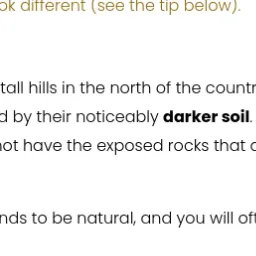 ok different (see the tip below).
tall hills in the north of the countr
d by their noticeably darker soil.
not have the exposed rocks that
nds to be natural, and you will oft